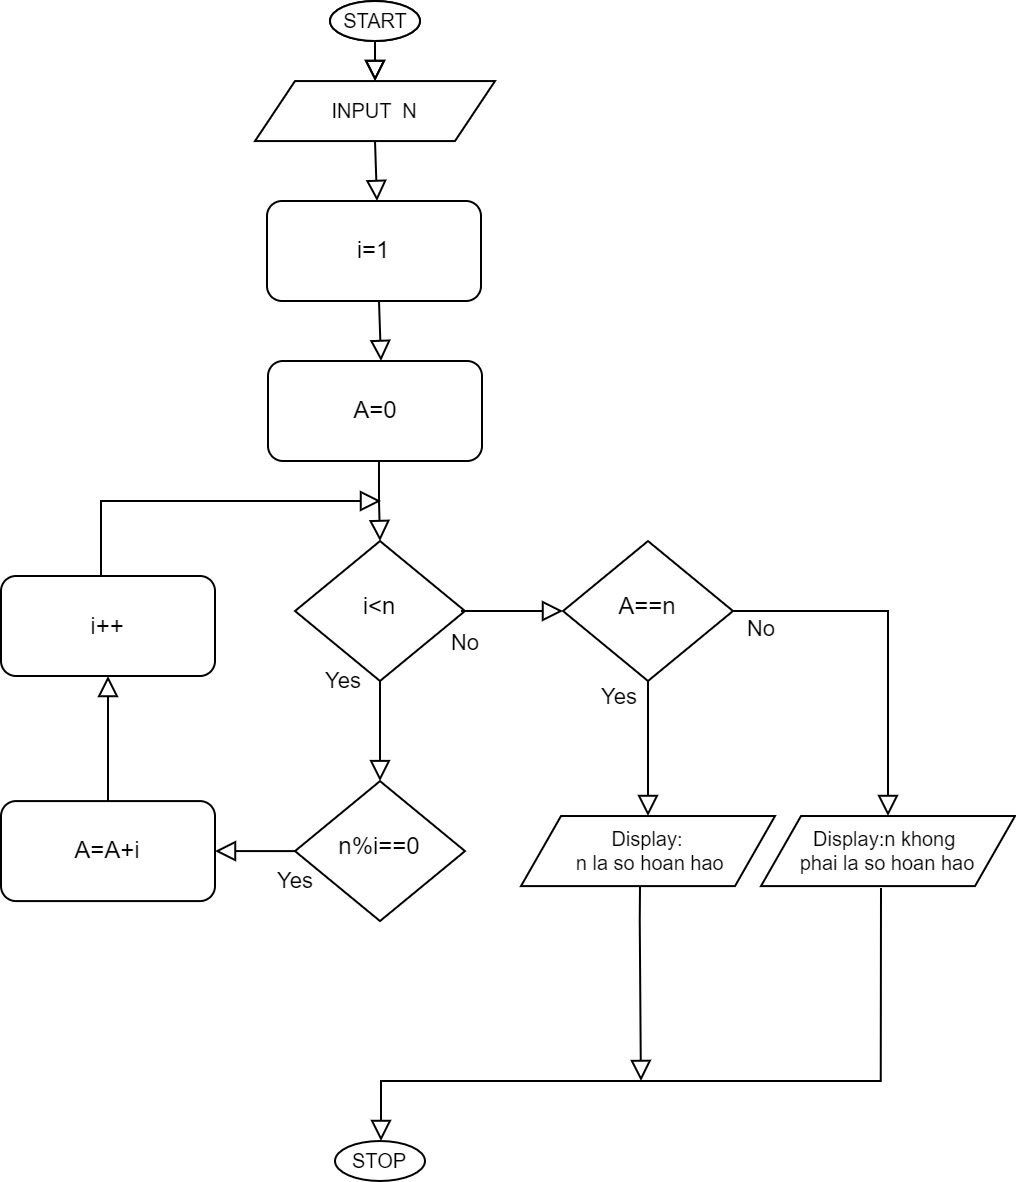 START
INPUT  N
i=1
A=0
i<n
No
Yes
A==n
No
Yes
i++
n%i==0
Yes
A=A+i
Display:
n la so hoan hao
Display:n khong
phai la so hoan hao
STOP